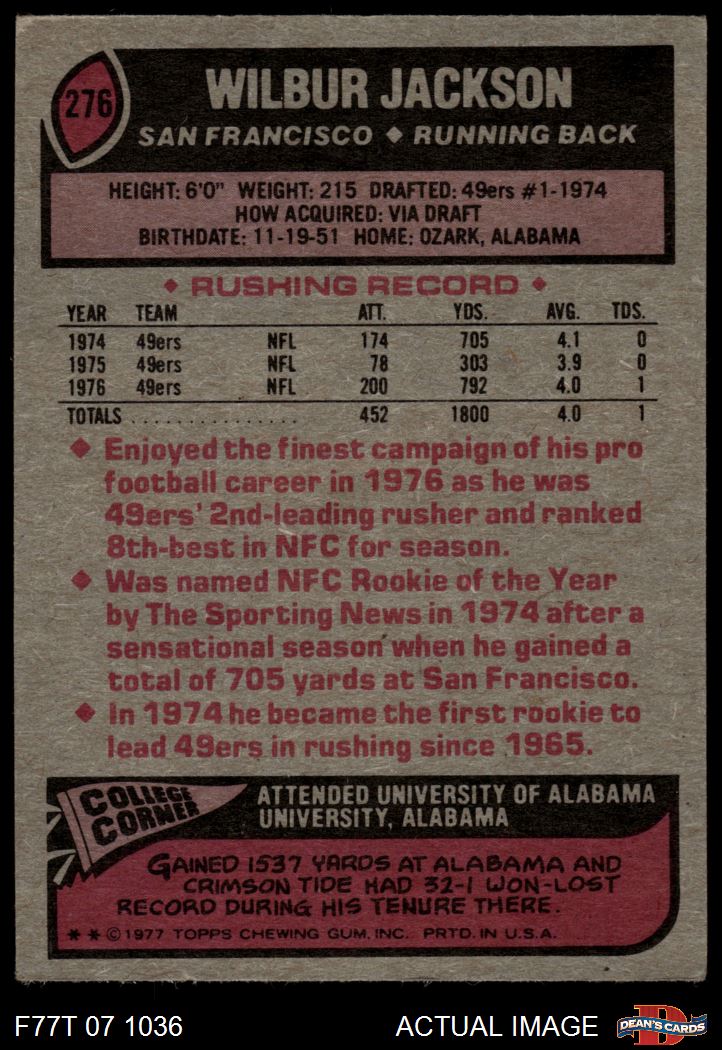 276
WILBUR JACKSON
SAN FRANCISCO ◆ RUNNING BACK
HEIGHT: 6'0" WEIGHT: 215 DRAFTED: 49ers #1-1974
HOW ACQUIRED: VIA DRAFT
BIRTHDATE: 11-19-51 HOME: OZARK, ALABAMA
◆ RUSHING RECORD ◆
YEAR TEAM ATT. YDS. AVG. TDS.
1974 49ers NFL 174 705 4.1 0
1975 49ers NFL 78 303 3.9 0
1976 49ers NFL 200 792 4.0 1
TOTALS ................ 452 1800 4.0 1
◆ Enjoyed the finest campaign of his pro
football career in 1976 as he was
49ers' 2nd-leading rusher and ranked
8th-best in NFC for season.
◆ Was named NFC Rookie of the Year
by The Sporting News in 1974 after a
sensational season when he gained a
total of 705 yards at San Francisco.
◆ In 1974 he became the first rookie to
lead 49ers in rushing since 1965.
COLLEGE
CORNER
ATTENDED UNIVERSITY OF ALABAMA
UNIVERSITY, ALABAMA
GAINED 1537 YARDS AT ALABAMA AND
CRIMSON TIDE HAD 32-1 WON-LOST
RECORD DURING HIS TENURE THERE.
* * © 1977 TOPPS CHEWING GUM, INC. PRTD. IN U.S.A.
F77T 07 1036
ACTUAL IMAGE
D
DEAN'S CARDS